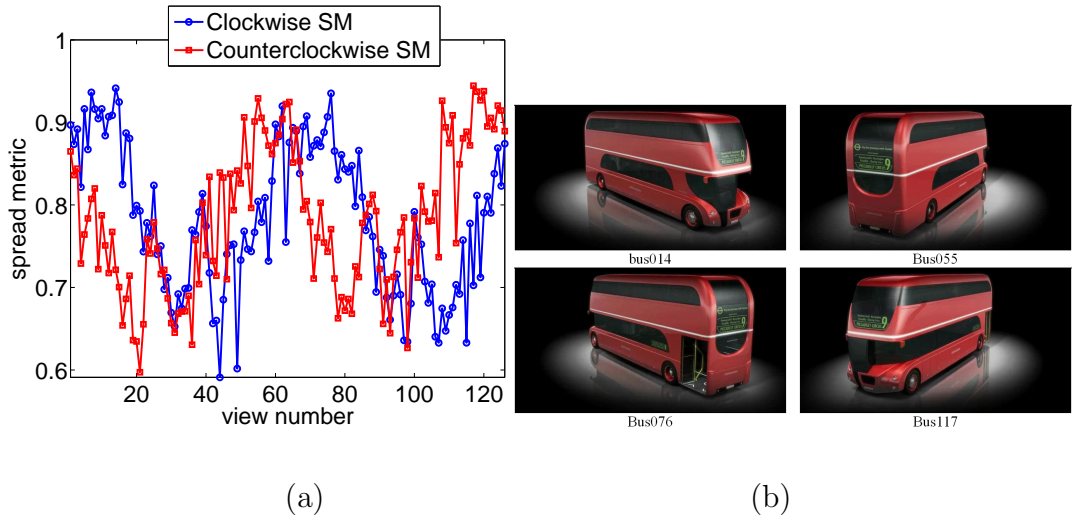 Clockwise SM
Counterclockwise SM
1
0.9
0.8
0.7
0.6
spread metric
20 40 60 80 100 120
view number
(a)
bus014
Bus055
Bus076
Bus117
(b)